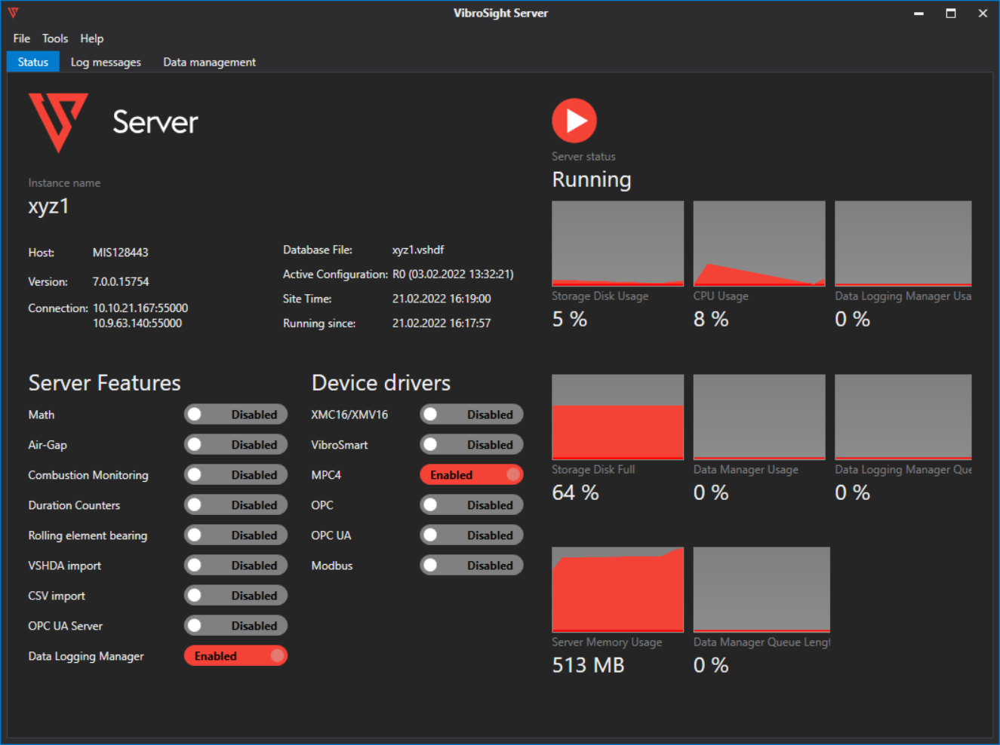 VibroSight Server
File Tools Help
Status Log messages Data management
Server
Instance name
xyz1
Host: MIS128443
Version: 7.0.0.15754
Connection: 10.10.21.167:55000
10.9.63.140:55000
Database File: xyz1.vshdf
Active Configuration: R0 (03.02.2022 13:32:21)
Site Time: 21.02.2022 16:19:00
Running since: 21.02.2022 16:17:57
Server Features
Math Disabled
Air-Gap Disabled
Combustion Monitoring Disabled
Duration Counters Disabled
Rolling element bearing Disabled
VSHDA import Disabled
CSV import Disabled
OPC UA Server Disabled
Data Logging Manager Enabled
Device drivers
XMC16/XMV16 Disabled
VibroSmart Disabled
MPC4 Enabled
OPC Disabled
OPC UA Disabled
Modbus Disabled
Server status
Running
Storage Disk Usage
5 %
CPU Usage
8 %
Data Logging Manager Usa
0 %
Storage Disk Full
64 %
Data Manager Usage
0 %
Data Logging Manager Que
0 %
Server Memory Usage
513 MB
Data Manager Queue Lengt
0 %